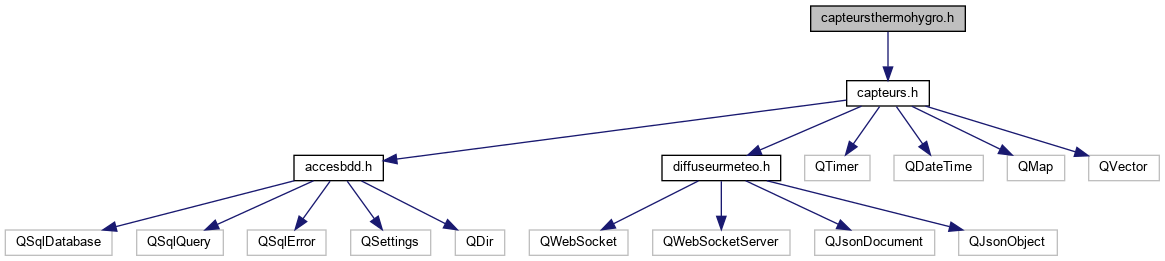 capteursthermohygro.h
capteurs.h
accesbdd.h
diffuseurmeteo.h
QTimer
QDateTime
QMap
QVector
QSqlDatabase
QSqlQuery
QSqlError
QSettings
QDir
QWebSocket
QWebSocketServer
QJsonDocument
QJsonObject